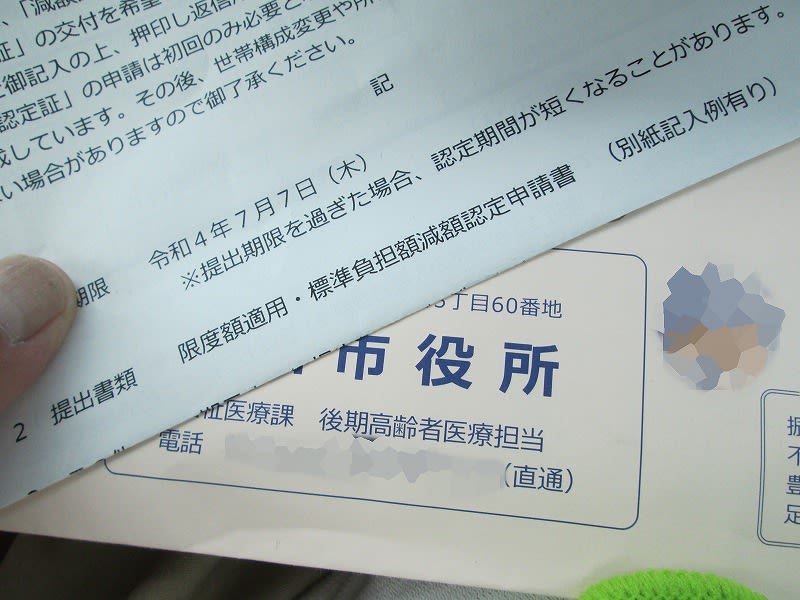 、「減額
証」の交付を希望
御記入の上、押印し返信
認定証」の申請は初回のみ必要と
成しています。その後、世帯構成変更や
い場合がありますので御了承ください。
記
期限 令和4年7月7日（木）
※提出期限を過ぎた場合、認定期間が短くなることがあります。
2 提出書類 限度額適用・標準負担額減額認定申請書 （別紙記入例有り）
丁目60番地
市役所
祉医療課 後期高齢者医療担当
電話 （直通）
振
不
豊
足